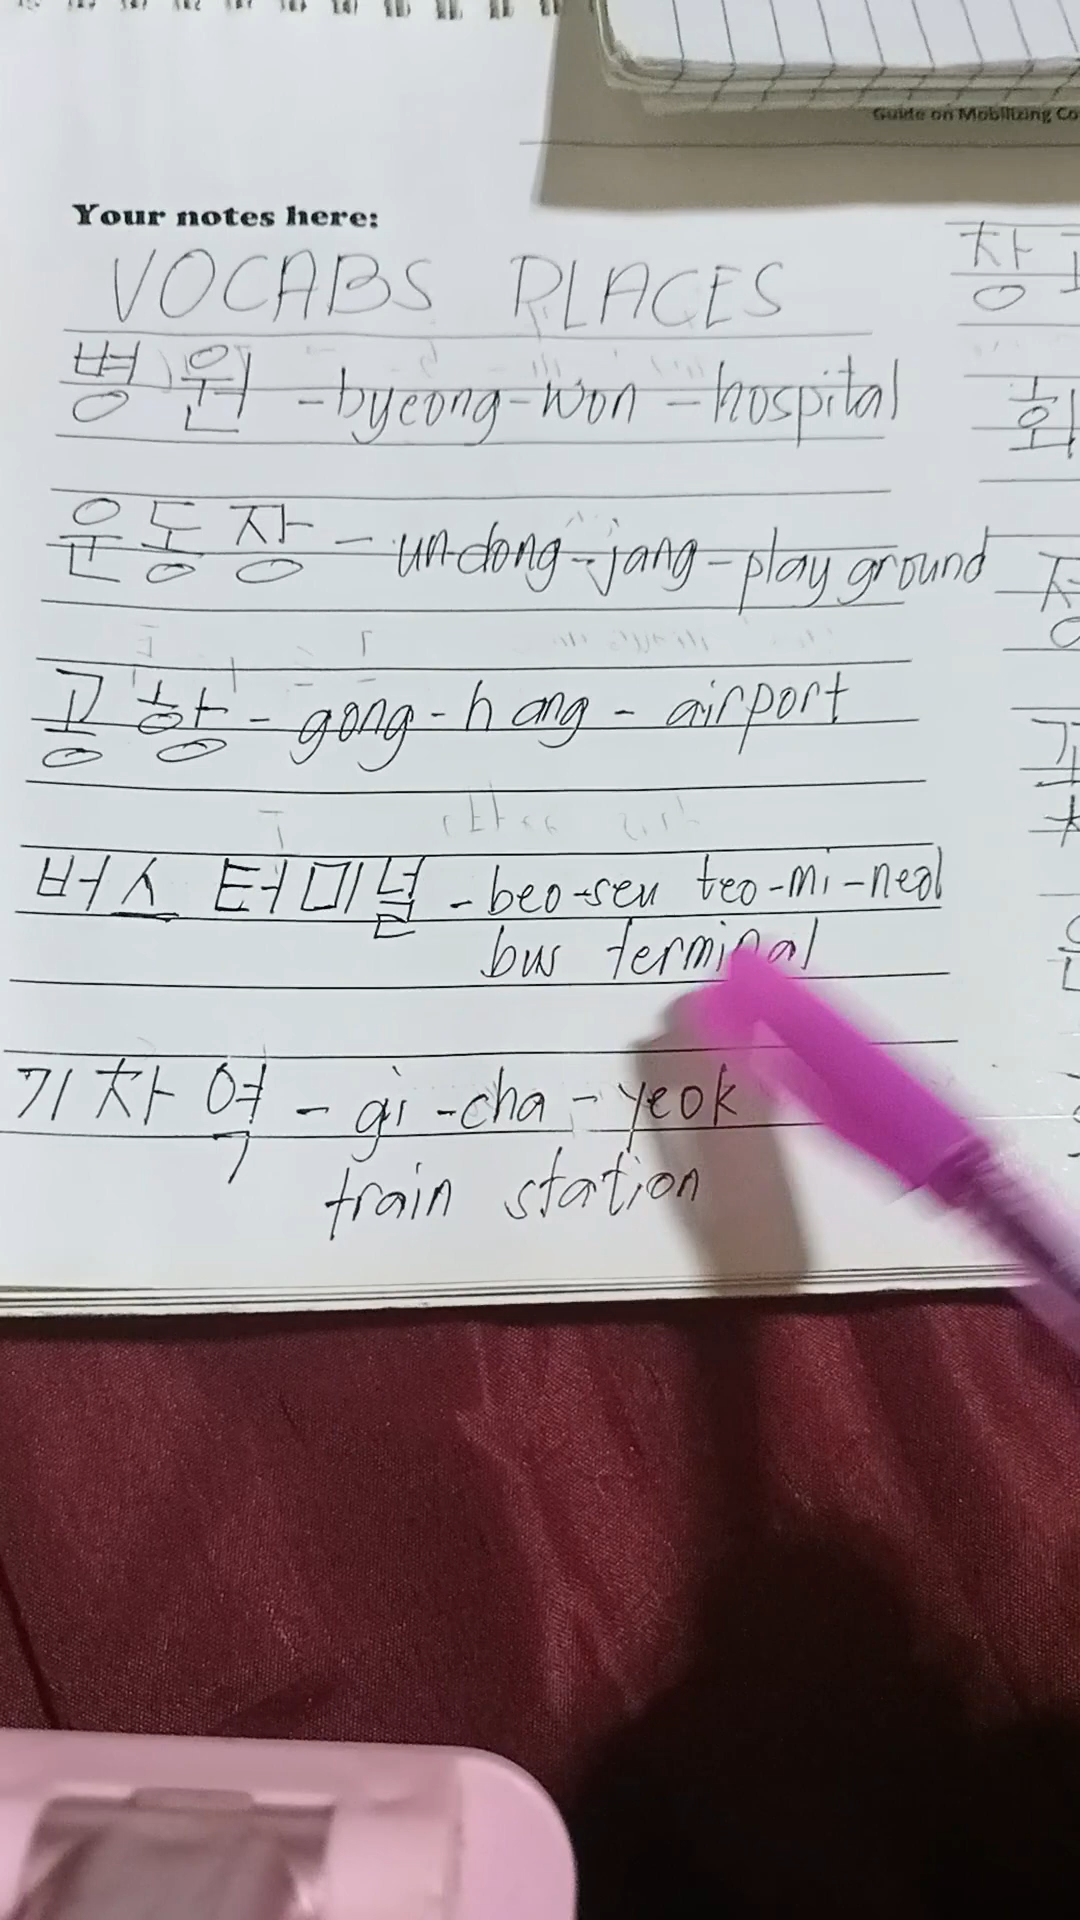 Guide on Mobilizing Co
Your notes here:
VOCABS PLACES
병원 - byeong-won - hospital
운동장 - un-dong-jang - play ground
공항 - gong-hang - airport
버스 터미널 - beo-seu teo-mi-neol
bus terminal
기차역 - gi-cha-yeok
train station
창고